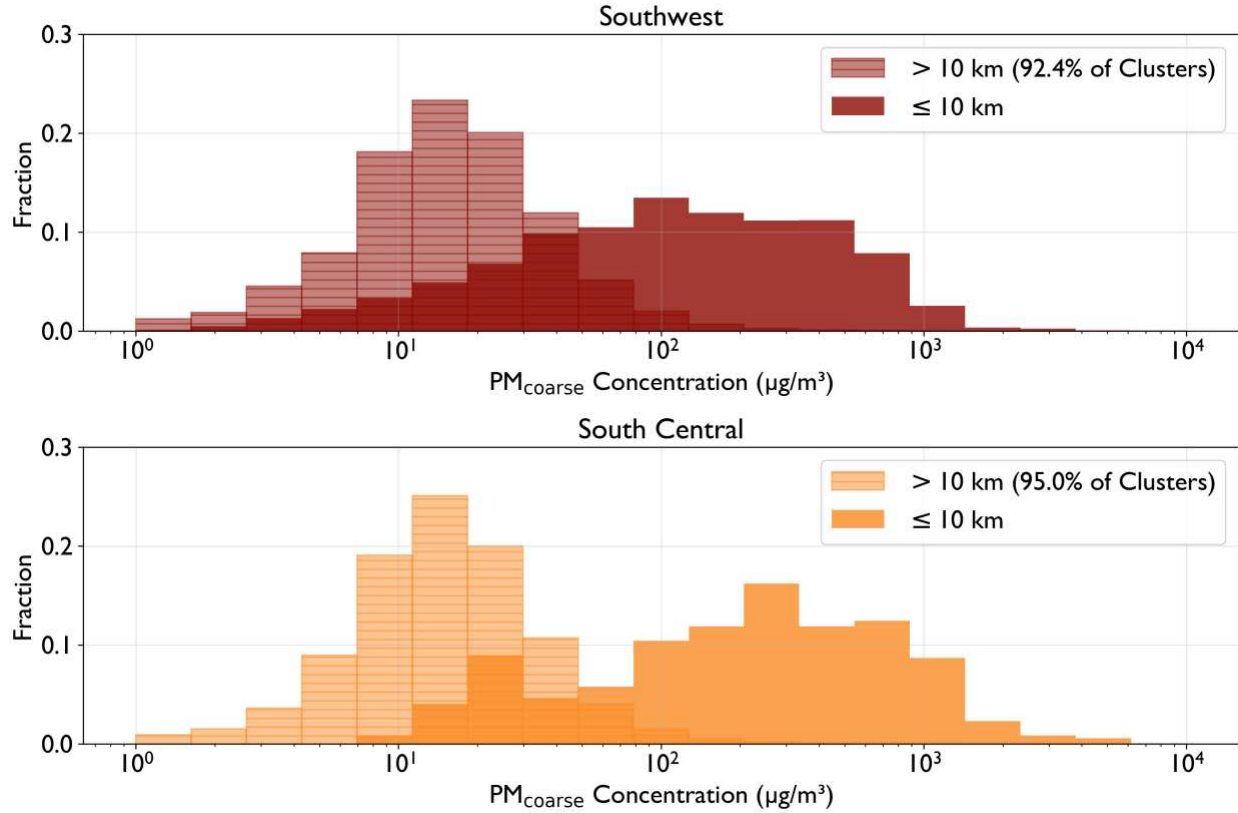 Southwest
0.3
> 10 km (92.4% of Clusters)
≤ 10 km
0.2
Fraction
0.1
0.0
10⁰ 10¹ 10² 10³ 10⁴
PMcoarse Concentration (µg/m³)
South Central
0.3
> 10 km (95.0% of Clusters)
≤ 10 km
0.2
Fraction
0.1
0.0
10⁰ 10¹ 10² 10³ 10⁴
PMcoarse Concentration (µg/m³)